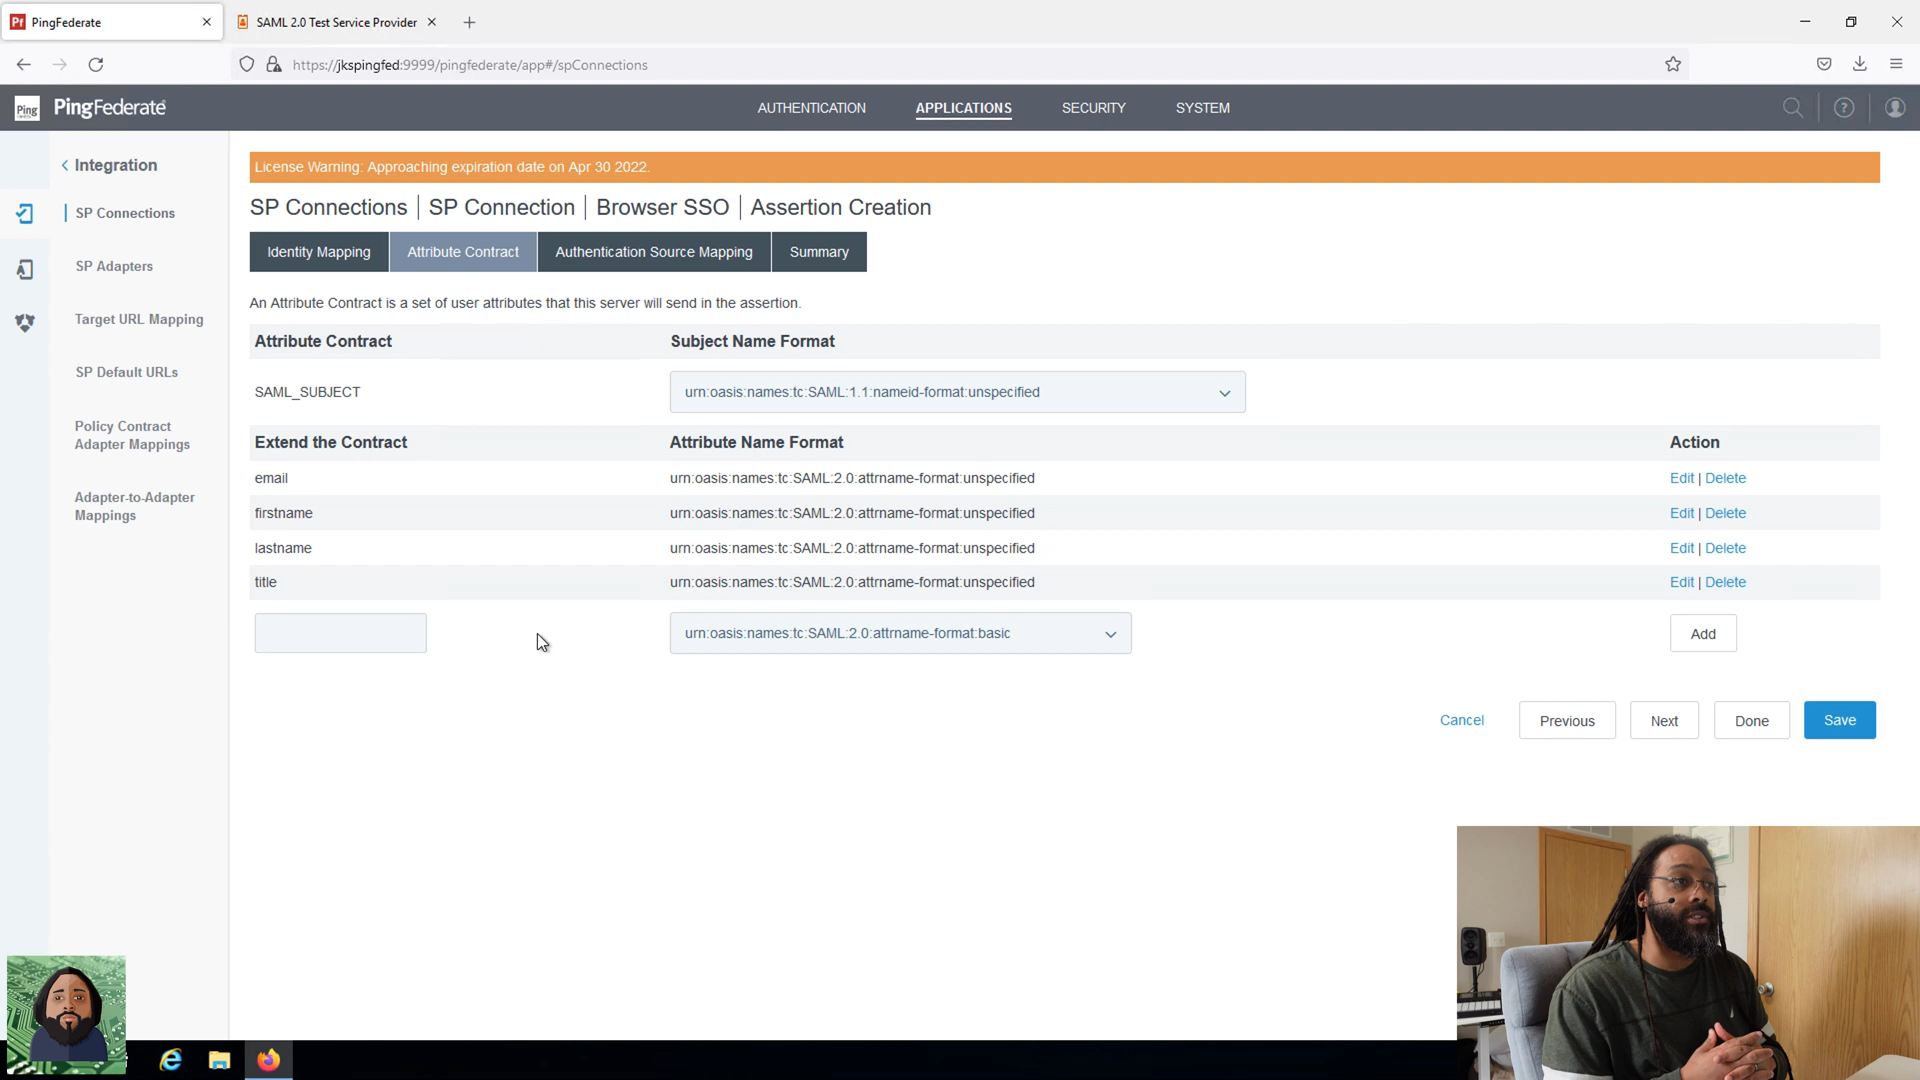 Pf PingFederate
SAML 2.0 Test Service Provider
https://jkspingfed:9999/pingfederate/app#/spConnections
Ping PingFederate
AUTHENTICATION
APPLICATIONS
SECURITY
SYSTEM
Integration
SP Connections
SP Adapters
Target URL Mapping
SP Default URLs
Policy Contract
Adapter Mappings
Adapter-to-Adapter
Mappings
License Warning: Approaching expiration date on Apr 30 2022.
SP Connections | SP Connection | Browser SSO | Assertion Creation
Identity Mapping
Attribute Contract
Authentication Source Mapping
Summary
An Attribute Contract is a set of user attributes that this server will send in the assertion.
Attribute Contract
Subject Name Format
SAML_SUBJECT
urn:oasis:names:tc:SAML:1.1:nameid-format:unspecified
Extend the Contract
Attribute Name Format
Action
email
urn:oasis:names:tc:SAML:2.0:attrname-format:unspecified
Edit | Delete
firstname
urn:oasis:names:tc:SAML:2.0:attrname-format:unspecified
Edit | Delete
lastname
urn:oasis:names:tc:SAML:2.0:attrname-format:unspecified
Edit | Delete
title
urn:oasis:names:tc:SAML:2.0:attrname-format:unspecified
Edit | Delete
urn:oasis:names:tc:SAML:2.0:attrname-format:basic
Add
Cancel
Previous
Next
Done
Save